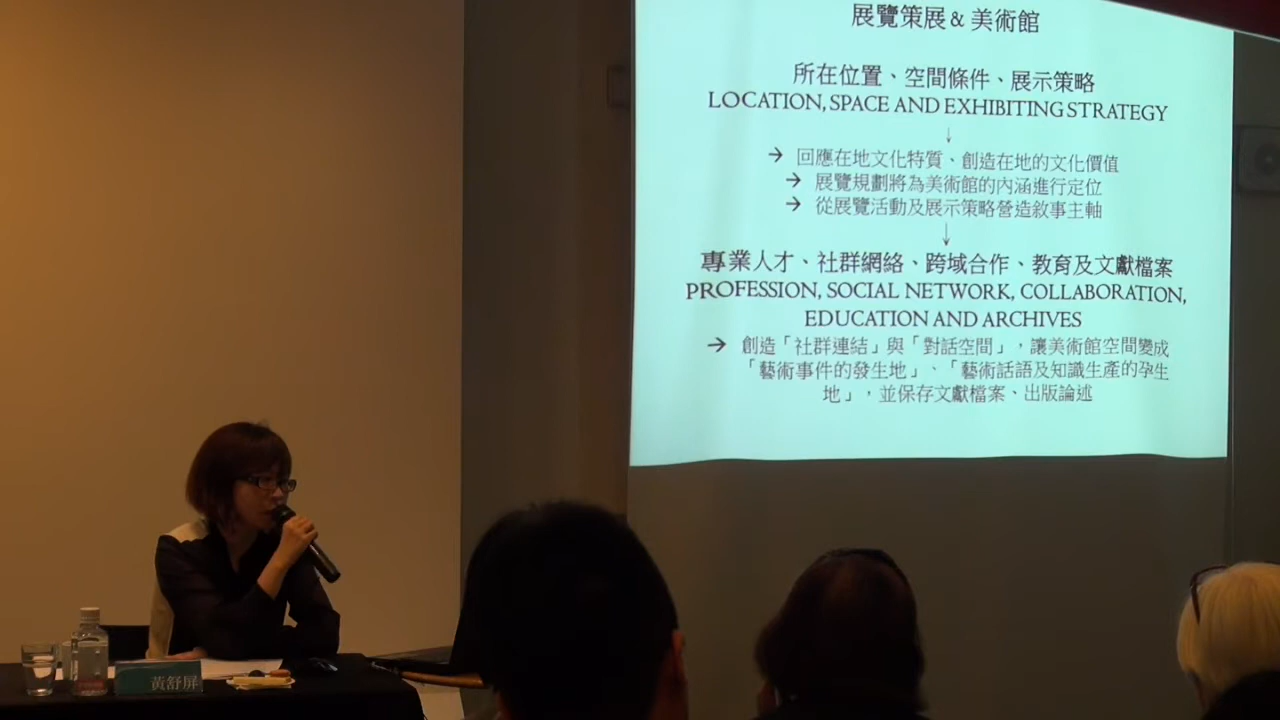 展覽策展 & 美術館
所在位置、空間條件、展示策略
LOCATION, SPACE AND EXHIBITING STRATEGY
↓
→ 回應在地文化特質、創造在地的文化價值
→ 展覽規劃將為美術館的內涵進行定位
→ 從展覽活動及展示策略營造敘事主軸
↓
專業人才、社群網絡、跨域合作、教育及文獻檔案
PROFESSION, SOCIAL NETWORK, COLLABORATION,
EDUCATION AND ARCHIVES
→ 創造「社群連結」與「對話空間」，讓美術館空間變成
「藝術事件的發生地」、「藝術話語及知識生產的孕生
地」，並保存文獻檔案、出版論述
黃舒屏